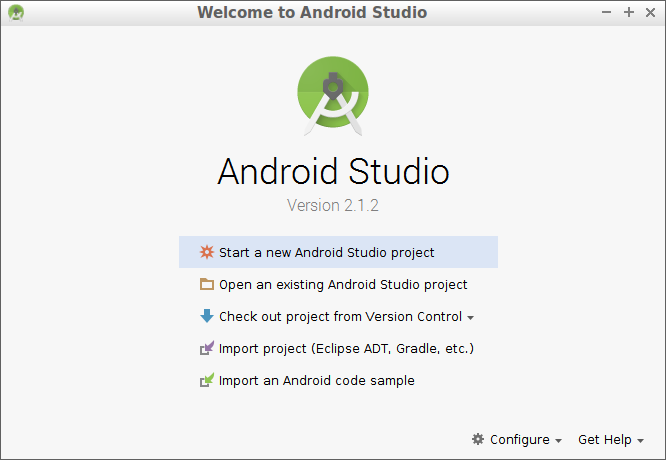 Welcome to Android Studio
Android Studio
Version 2.1.2
Start a new Android Studio project
Open an existing Android Studio project
Check out project from Version Control
Import project (Eclipse ADT, Gradle, etc.)
Import an Android code sample
Configure Get Help